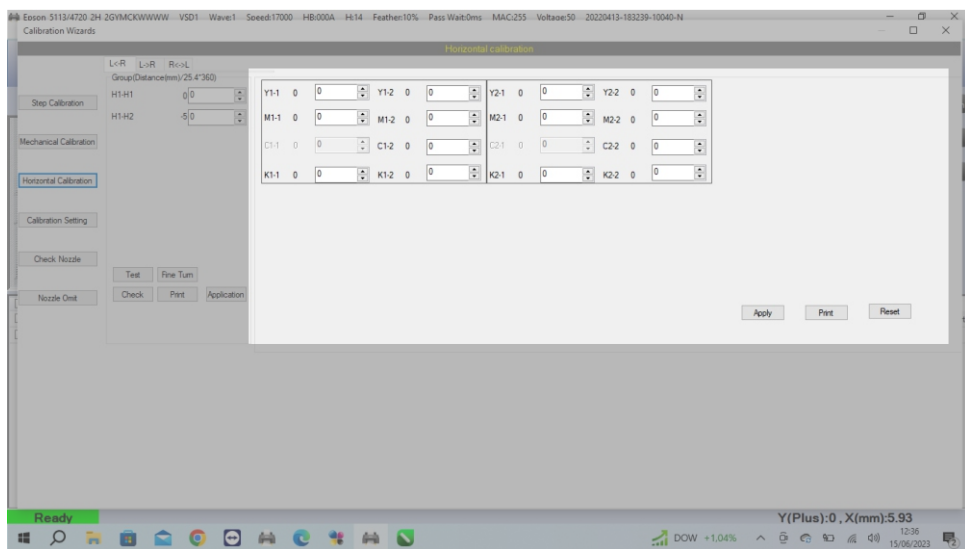 Epson 5113/4720 2H 2GYMCKWWWW VSD1 Wave:1 Speed:17000 HB:000A H:14 Feather:10% Pass Wait:0ms MAC:255 Voltage:50 20220413-183239-10040-N
Calibration Wizards
Horizontal calibration
L<-R L->R R<->L
Group(Distance(mm)/25.4*360)
H1-H1 0 0
H1-H2 -5 0
Step Calibration
Mechanical Calibration
Horizontal Calibration
Calibration Setting
Check Nozzle
Nozzle Omit
Test Fine Turn
Check Print Application
Y1-1 0 0 Y1-2 0 0 Y2-1 0 0 Y2-2 0 0
M1-1 0 0 M1-2 0 0 M2-1 0 0 M2-2 0 0
C1-1 0 0 C1-2 0 0 C2-1 0 0 C2-2 0 0
K1-1 0 0 K1-2 0 0 K2-1 0 0 K2-2 0 0
Apply Print Reset
Ready
Y(Plus):0 , X(mm):5.93
DOW +1,04%
12:36
15/06/2023
2